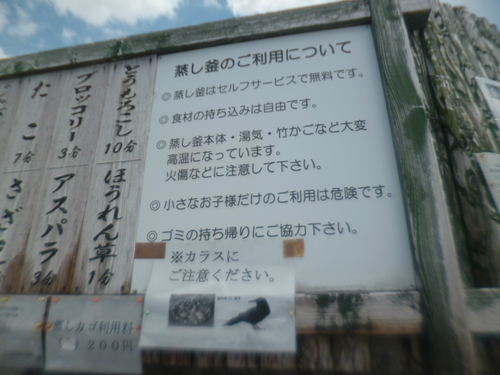 蒸し釜のご利用について
◎蒸し釜はセルフサービスで無料です。
◎食材の持ち込みは自由です。
◎蒸し釜本体・湯気・竹かごなど大変
高温になっています。
火傷などに注意して下さい。
◎小さなお子様だけのご利用は危険です。
◎ゴミの持ち帰りにご協力下さい。
※カラスに
ご注意ください。
とうもろこし 10分
ブロッコリー 3分
たこ 7分
ほうれん草 1分
アスパラ 3分
さざ
蒸しカゴ利用料
200円